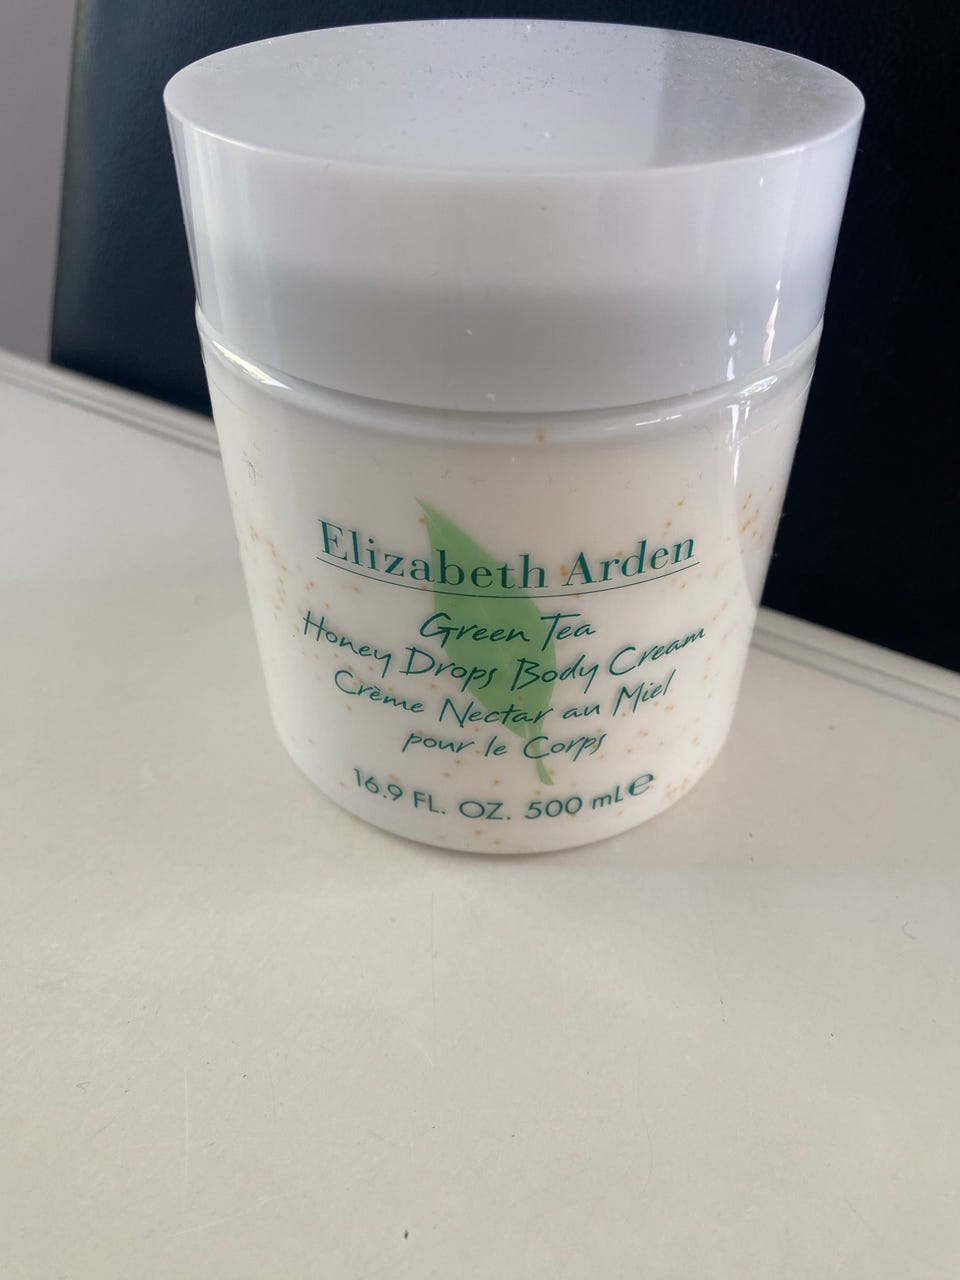 Elizabeth Arden
Green Tea
Honey Drops Body Cream
Crème Nectar au Miel
pour le Corps
16.9 FL. OZ. 500 mL ℮